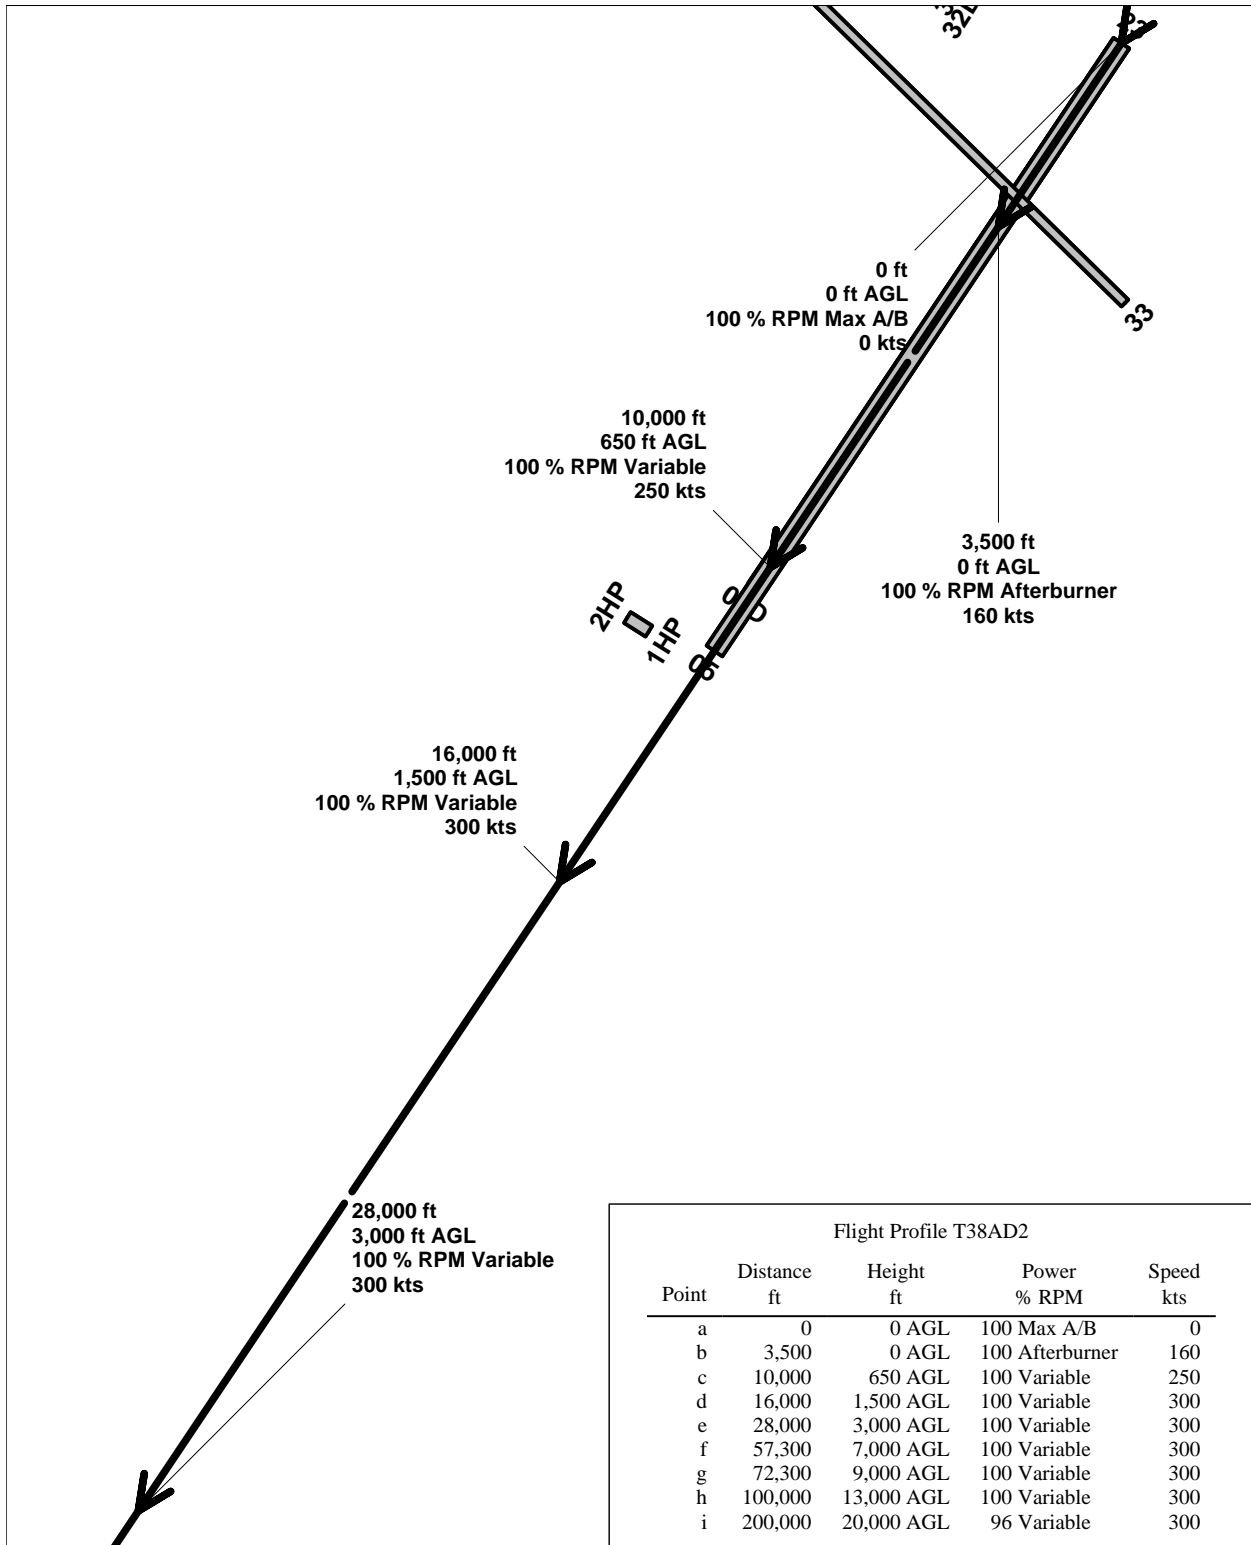 32L
33
0 ft
0 ft AGL
100 % RPM Max A/B
0 kts
10,000 ft
650 ft AGL
100 % RPM Variable
250 kts
3,500 ft
0 ft AGL
100 % RPM Afterburner
160 kts
2HP
1HP
16,000 ft
1,500 ft AGL
100 % RPM Variable
300 kts
28,000 ft
3,000 ft AGL
100 % RPM Variable
300 kts
Flight Profile T38AD2
Distance Height Power Speed
Point ft ft % RPM kts
a 0 0 AGL 100 Max A/B 0
b 3,500 0 AGL 100 Afterburner 160
c 10,000 650 AGL 100 Variable 250
d 16,000 1,500 AGL 100 Variable 300
e 28,000 3,000 AGL 100 Variable 300
f 57,300 7,000 AGL 100 Variable 300
g 72,300 9,000 AGL 100 Variable 300
h 100,000 13,000 AGL 100 Variable 300
i 200,000 20,000 AGL 96 Variable 300